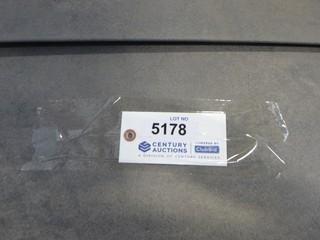 LOT NO
5178
CENTURY
AUCTIONS
POWERED BY
ClubBid
A DIVISION OF CENTURY SERVICES